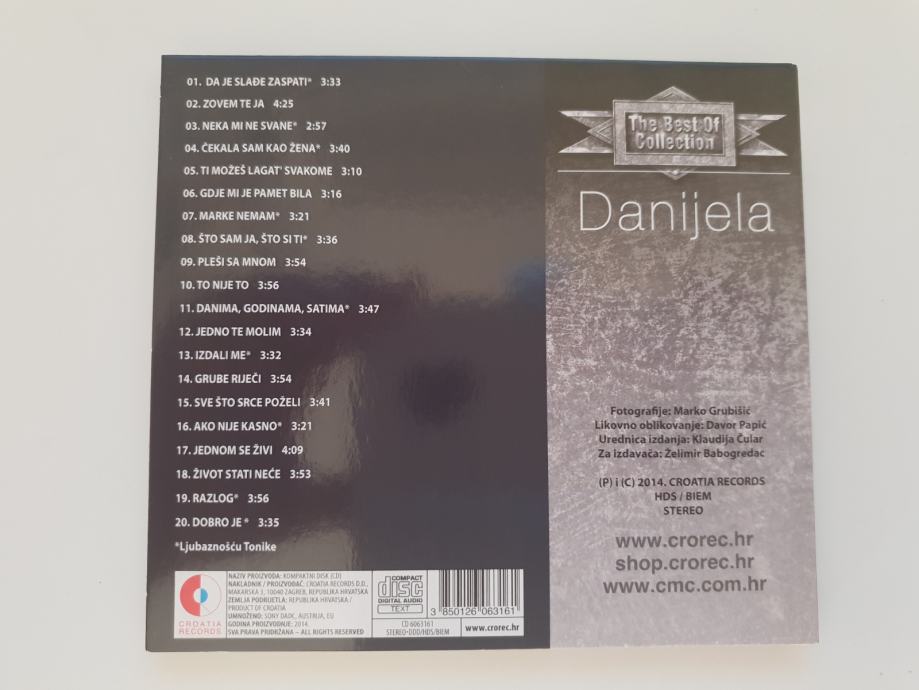 01. DA JE SLAĐE ZASPATI* 3:33
02. ZOVEM TE JA 4:25
03. NEKA MI NE SVANE* 2:57
04. ČEKALA SAM KAO ŽENA* 3:40
05. TI MOŽEŠ LAGAT' SVAKOME 3:10
06. GDJE MI JE PAMET BILA 3:16
07. MARKE NEMAM* 3:21
08. ŠTO SAM JA, ŠTO SI TI* 3:36
09. PLEŠI SA MNOM 3:54
10. TO NIJE TO 3:56
11. DANIMA, GODINAMA, SATIMA* 3:47
12. JEDNO TE MOLIM 3:34
13. IZDALI ME* 3:32
14. GRUBE RIJEČI 3:54
15. SVE ŠTO SRCE POŽELI 3:41
16. AKO NIJE KASNO* 3:21
17. JEDNOM SE ŽIVI 4:09
18. ŽIVOT STATI NEĆE 3:53
19. RAZLOG* 3:56
20. DOBRO JE * 3:35
*Ljubaznošću Tonike
CROATIA
RECORDS
NAZIV PROIZVODA: KOMPAKTNI DISK (CD)
NAKLADNIK / PROIZVOĐAČ: CROATIA RECORDS D.D.,
MAKARSKA 3, 10040 ZAGREB, REPUBLIKA HRVATSKA
ZEMLJA PODRIJETLA: REPUBLIKA HRVATSKA /
PRODUCT OF CROATIA
UMNOŽENO: SONY DADC, AUSTRIJA, EU
GODINA PROIZVODNJE: 2014.
SVA PRAVA PRIDRŽANA – ALL RIGHTS RESERVED
COMPACT
disc
DIGITAL AUDIO
TEXT
3 850126 063161
CD 6063161
STEREO-DDD/HDS/BIEM
www.crorec.hr
The Best Of
Collection
Danijela
Fotografije: Marko Grubišić
Likovno oblikovanje: Davor Papić
Urednica izdanja: Klaudija Čular
Za izdavača: Želimir Babogredac
(P) i (C) 2014. CROATIA RECORDS
HDS / BIEM
STEREO
www.crorec.hr
shop.crorec.hr
www.cmc.com.hr